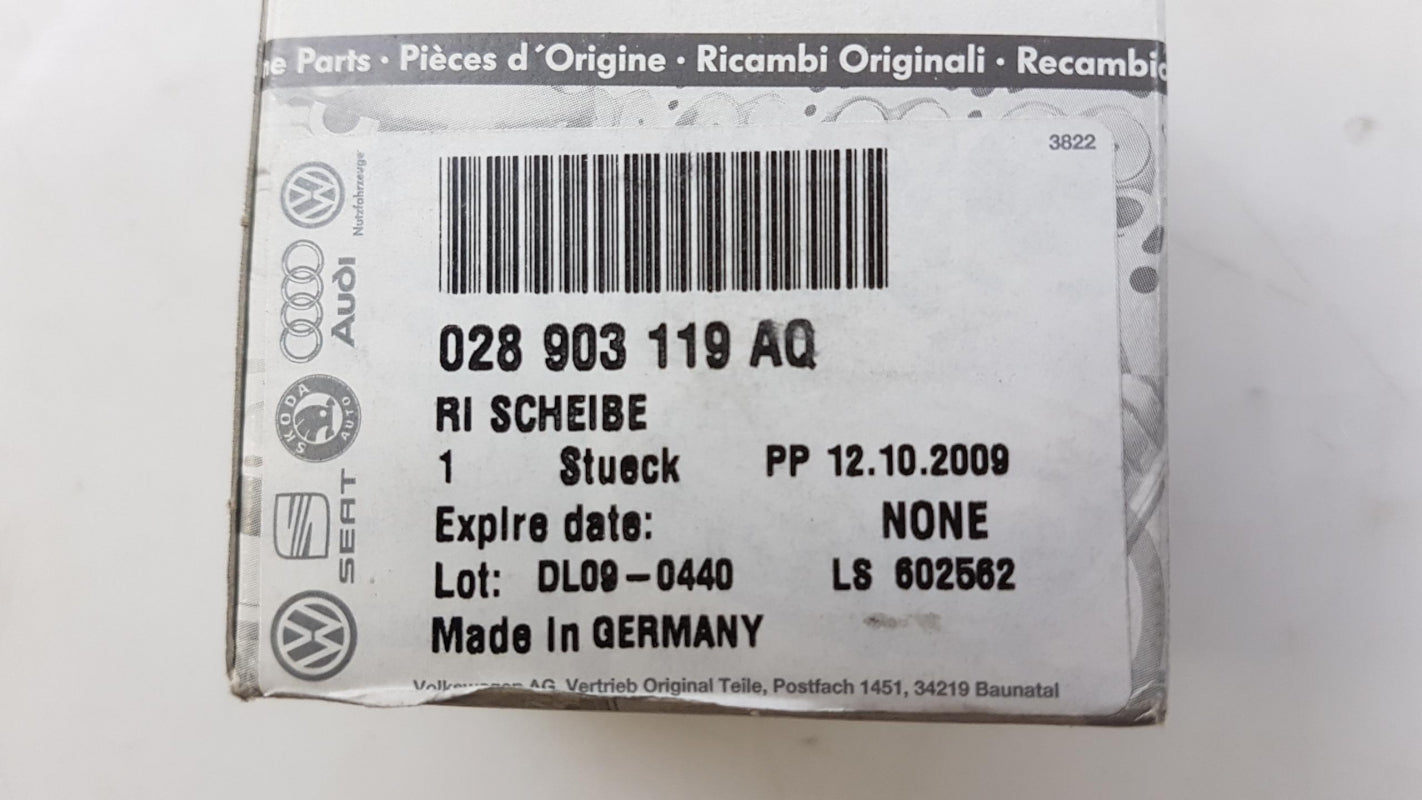 Parts · Pièces d´Origine · Ricambi Originali · Recambio
3822
Nutzfahrzeuge
Audi
SKODA AUTO
SEAT
028 903 119 AQ
RI SCHEIBE
1 Stueck PP 12.10.2009
Expire date: NONE
Lot: DL09-0440 LS 602562
Made In GERMANY
Volkswagen AG, Vertrieb Original Teile, Postfach 1451, 34219 Baunatal